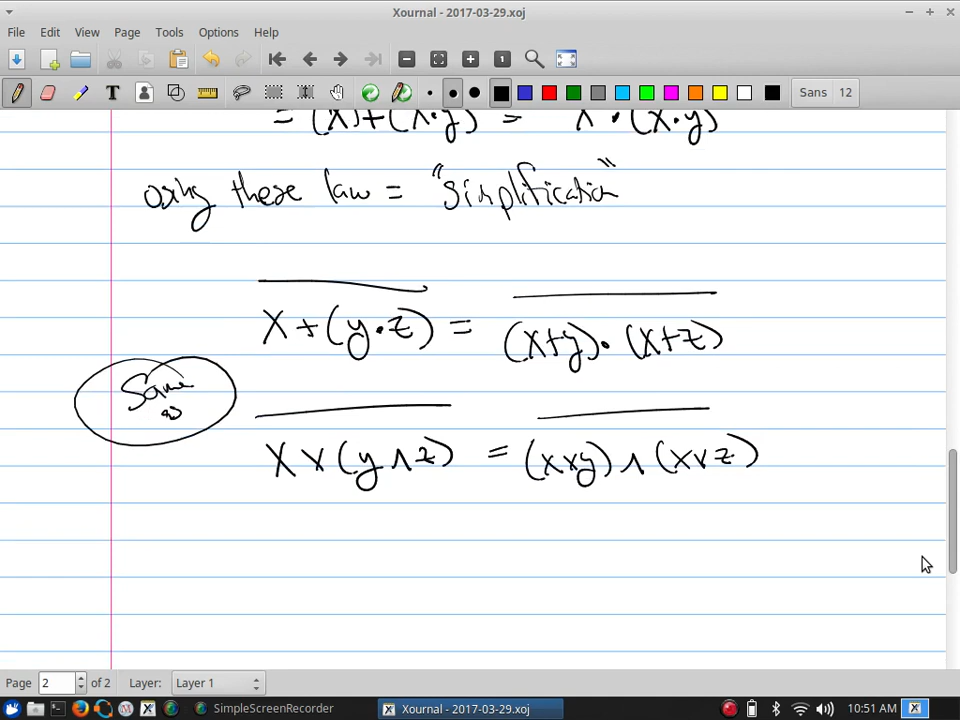 Xournal - 2017-03-29.xoj
File Edit View Page Tools Options Help
Sans 12
= (x)+(x·y) = x·(x·y)
using these law = "simplification"
x+(y·z) = (x+y)·(x+z)
Same as
x∨(y∧z) = (x∨y)∧(x∨z)
Page 2 of 2 Layer: Layer 1
SimpleScreenRecorder Xournal - 2017-03-29.xoj 10:51 AM